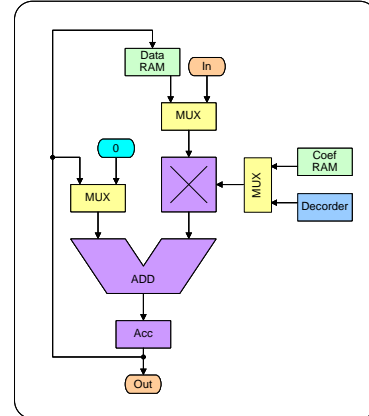 Data
RAM
In
MUX
0
MUX
MUX
Coef
RAM
Decorder
ADD
Acc
Out